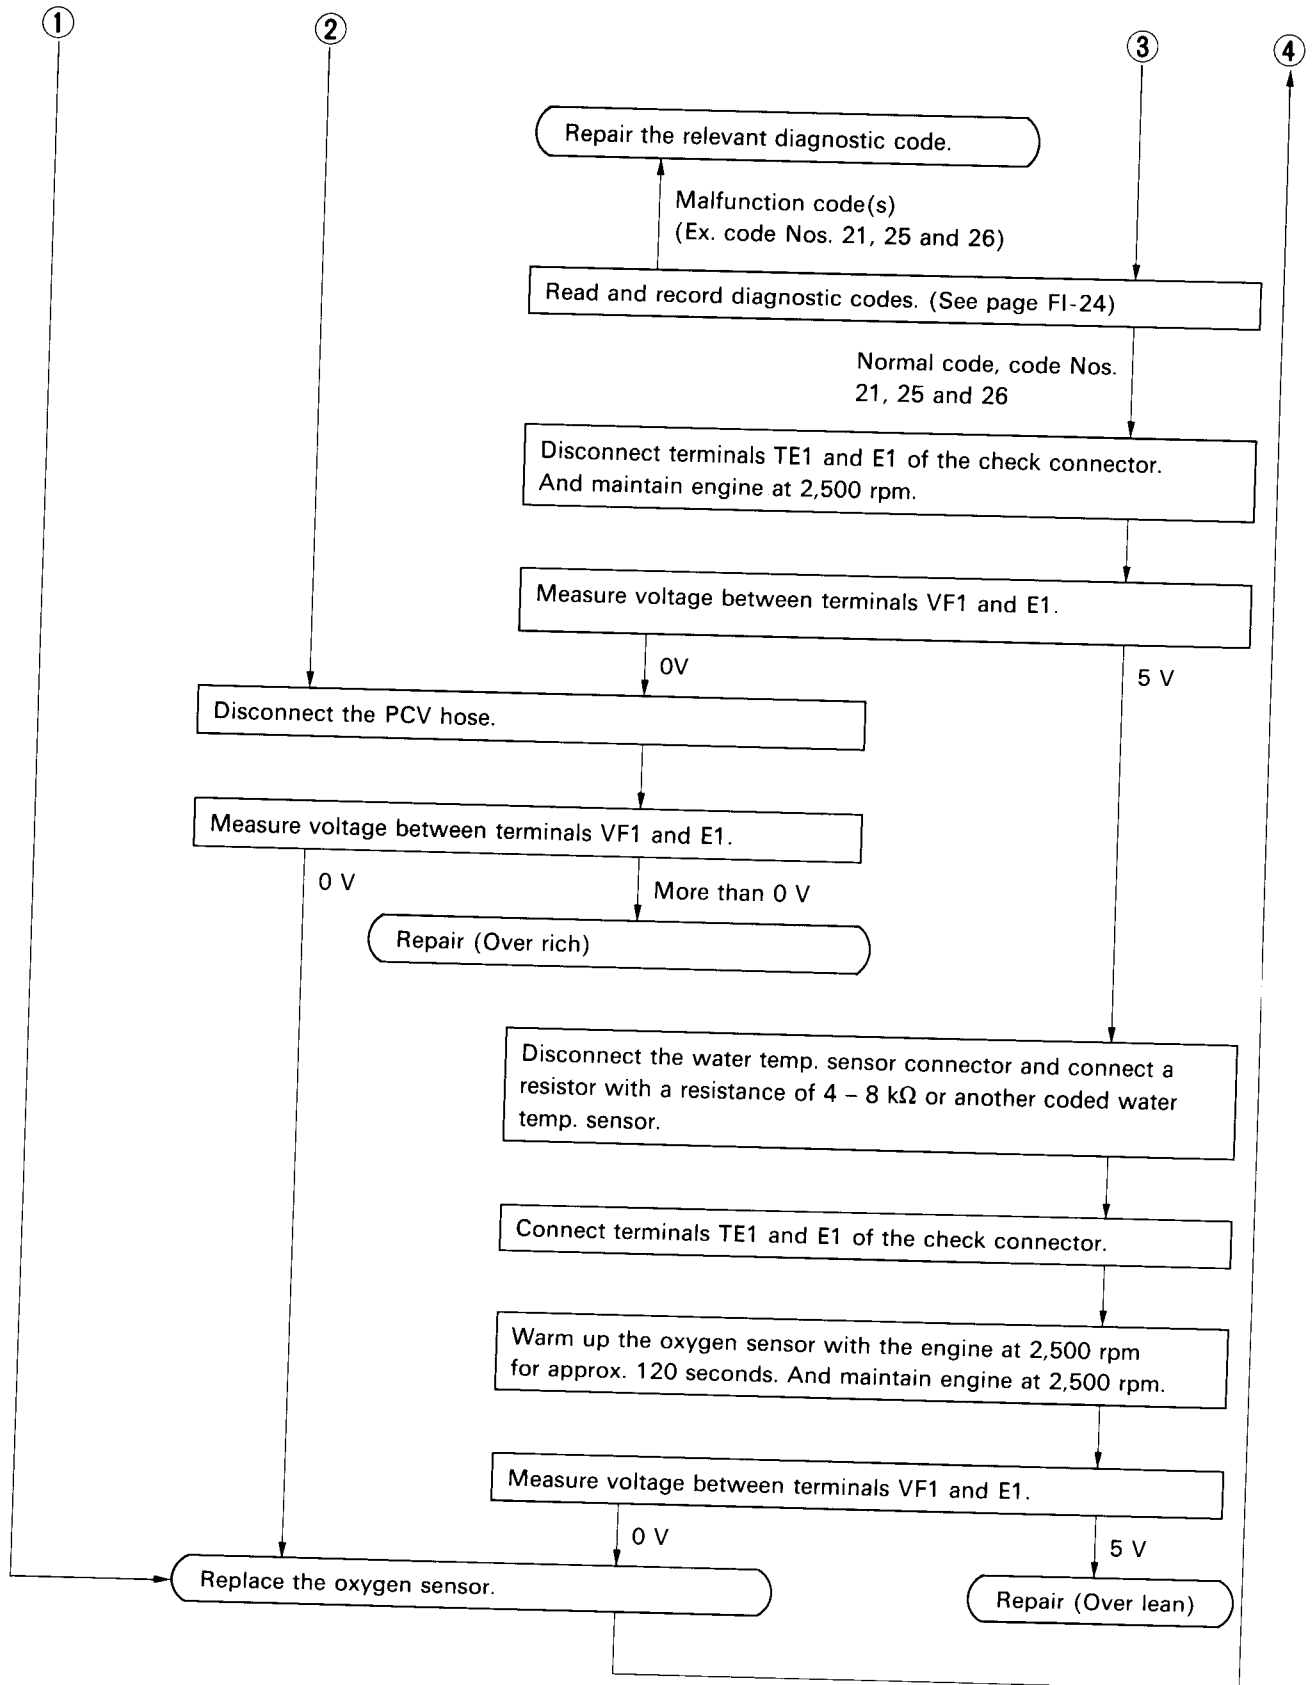 1
2
3
4
Repair the relevant diagnostic code.
Malfunction code(s)
(Ex. code Nos. 21, 25 and 26)
Read and record diagnostic codes. (See page FI-24)
Normal code, code Nos.
21, 25 and 26
Disconnect terminals TE1 and E1 of the check connector.
And maintain engine at 2,500 rpm.
Measure voltage between terminals VF1 and E1.
0V
5 V
Disconnect the PCV hose.
Measure voltage between terminals VF1 and E1.
0 V
More than 0 V
Repair (Over rich)
Disconnect the water temp. sensor connector and connect a
resistor with a resistance of 4 – 8 kΩ or another coded water
temp. sensor.
Connect terminals TE1 and E1 of the check connector.
Warm up the oxygen sensor with the engine at 2,500 rpm
for approx. 120 seconds. And maintain engine at 2,500 rpm.
Measure voltage between terminals VF1 and E1.
0 V
5 V
Replace the oxygen sensor.
Repair (Over lean)